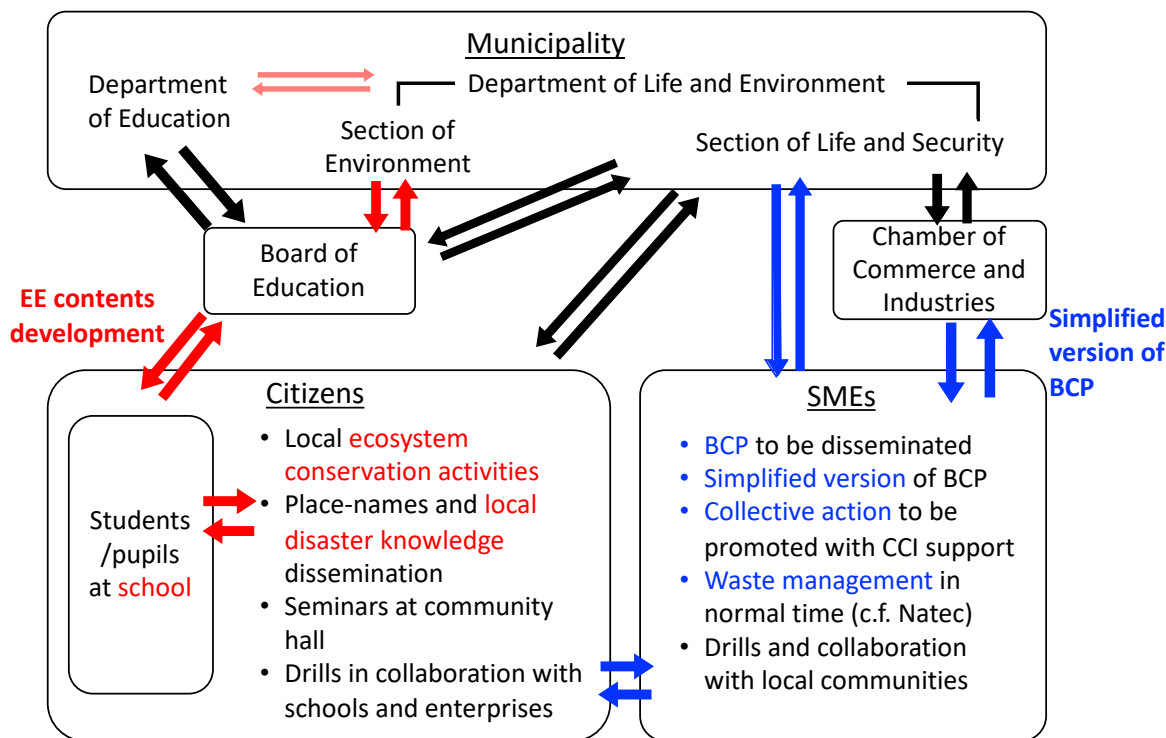 Municipality
Department
of Education
Department of Life and Environment
Section of
Environment
Section of Life and Security
Board of
Education
Chamber of
Commerce and
Industries
EE contents
development
Simplified
version of
BCP
Citizens
Students
/pupils
at school
• Local ecosystem
conservation activities
• Place-names and local
disaster knowledge
dissemination
• Seminars at community
hall
• Drills in collaboration with
schools and enterprises
SMEs
• BCP to be disseminated
• Simplified version of BCP
• Collective action to be
promoted with CCI support
• Waste management in
normal time (c.f. Natec)
• Drills and collaboration
with local communities